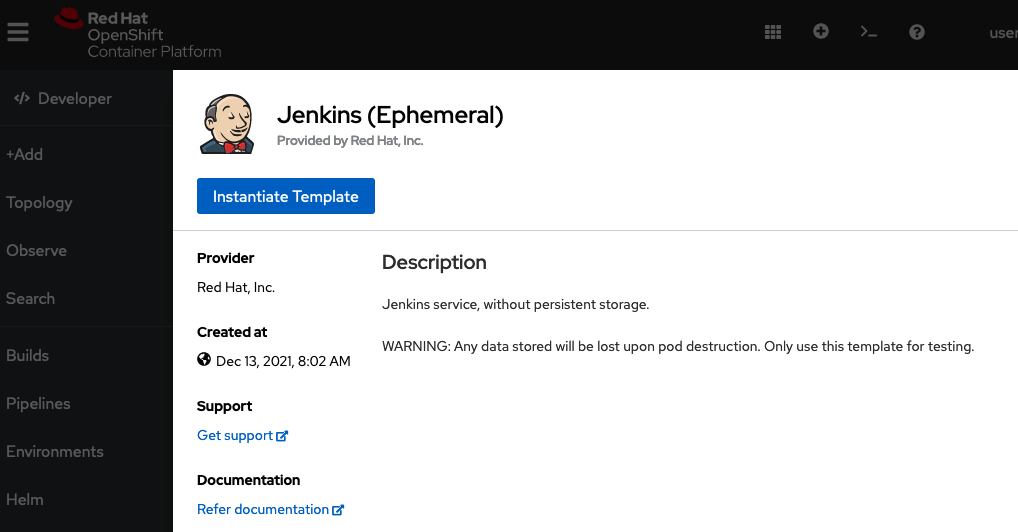 Red Hat
OpenShift
Container Platform
user
Developer
+Add
Topology
Observe
Search
Builds
Pipelines
Environments
Helm
Jenkins (Ephemeral)
Provided by Red Hat, Inc.
Instantiate Template
Provider
Red Hat, Inc.
Created at
Dec 13, 2021, 8:02 AM
Support
Get support
Documentation
Refer documentation
Description
Jenkins service, without persistent storage.
WARNING: Any data stored will be lost upon pod destruction. Only use this template for testing.